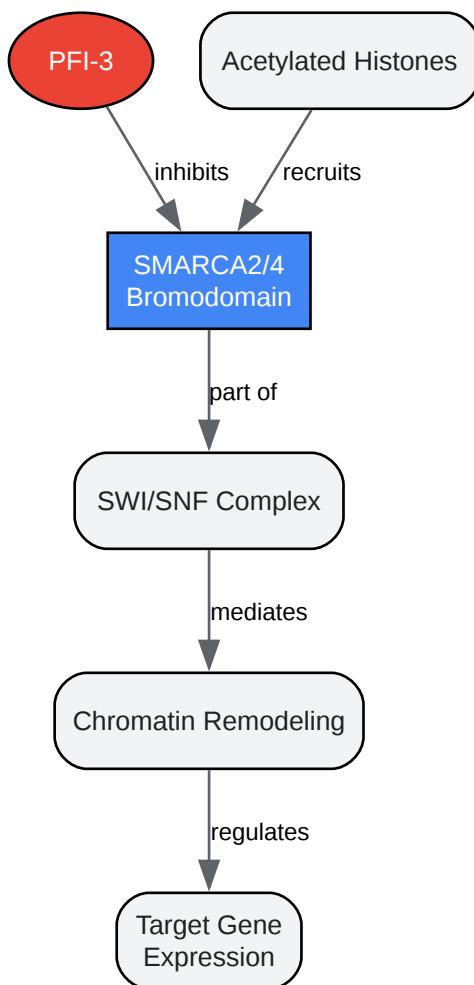 PFI-3
Acetylated Histones
inhibits
recruits
SMARCA2/4
Bromodomain
part of
SWI/SNF Complex
mediates
Chromatin Remodeling
regulates
Target Gene
Expression